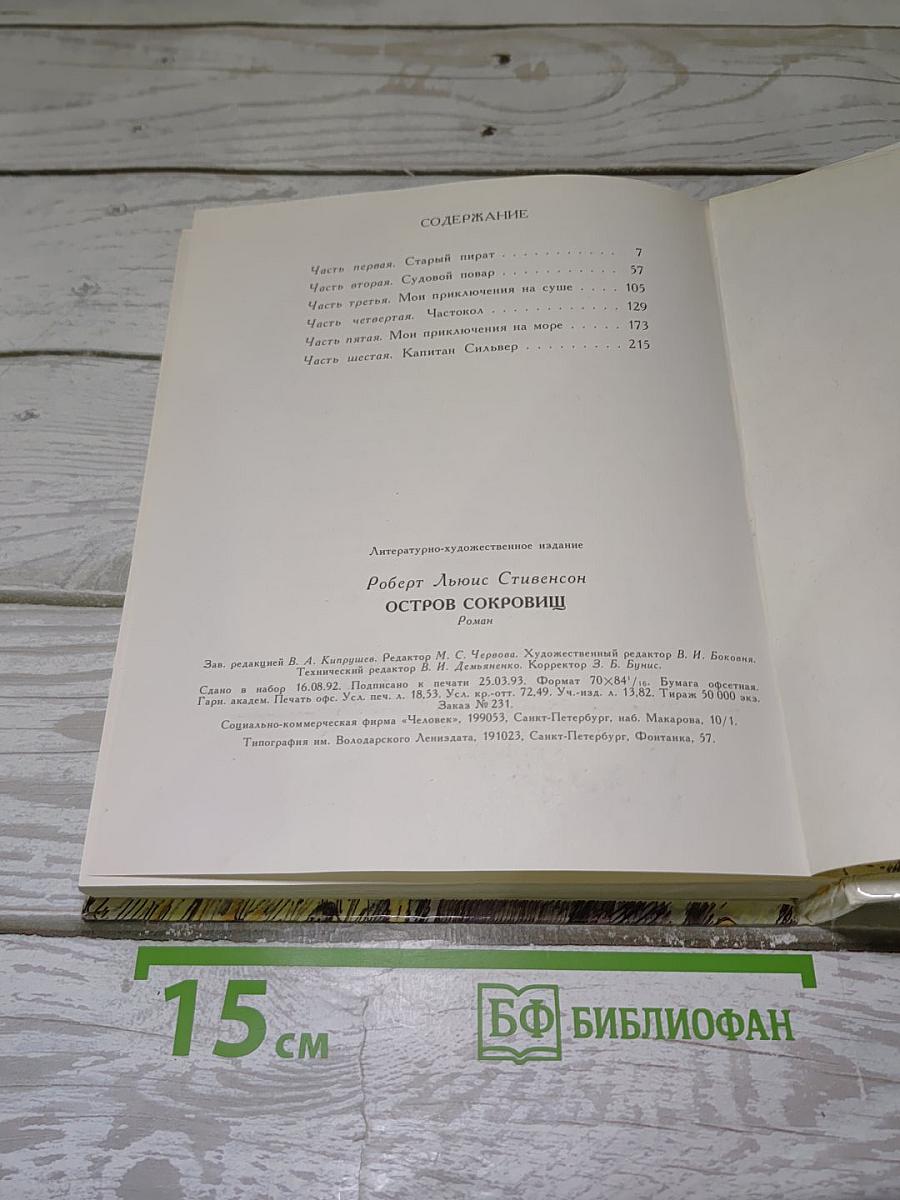 СОДЕРЖАНИЕ
Часть первая. Старый пират . . . . . . . . . . . 7
Часть вторая. Судовой повар . . . . . . . . . . . 57
Часть третья. Мои приключения на суше . . . . 105
Часть четвертая. Частокол . . . . . . . . . . . . 129
Часть пятая. Мои приключения на море . . . . . 173
Часть шестая. Капитан Сильвер . . . . . . . . . 215
Литературно-художественное издание
Роберт Льюис Стивенсон
ОСТРОВ СОКРОВИЩ
Роман
Зав. редакцией В. А. Кипрушев. Редактор М. С. Червова. Художественный редактор В. И. Боковня.
Технический редактор В. И. Демьяненко. Корректор З. Б. Бунис.
Сдано в набор 16.08.92. Подписано к печати 25.03.93. Формат 70×84¹/₁₆. Бумага офсетная.
Гарн. академ. Печать офс. Усл. печ. л. 18,53. Усл. кр.-отт. 72,49. Уч.-изд. л. 13,82. Тираж 50 000 экз.
Заказ № 231.
Социально-коммерческая фирма «Человек», 199053, Санкт-Петербург, наб. Макарова, 10/1.
Типография им. Володарского Лениздата, 191023, Санкт-Петербург, Фонтанка, 57.
15 см
БФ БИБЛИОФАН